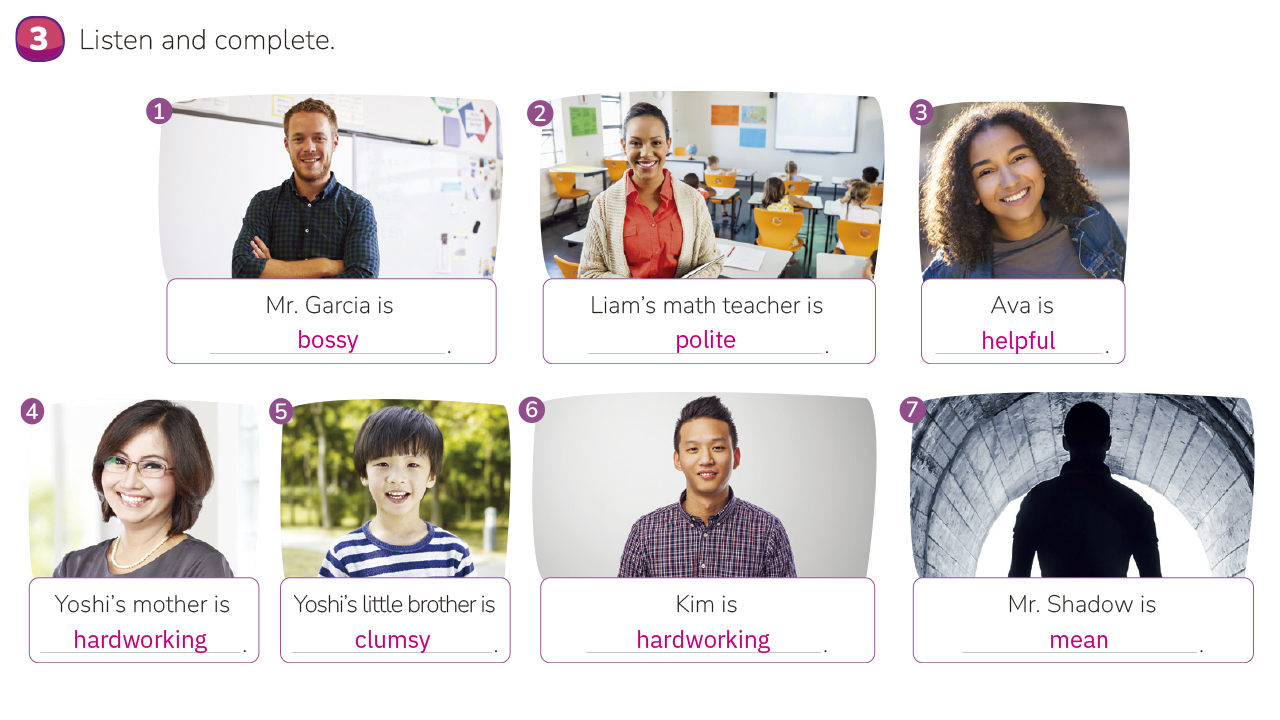 3 Listen and complete.
1
Mr. Garcia is
bossy.
2
Liam's math teacher is
polite.
3
Ava is
helpful.
4
Yoshi's mother is
hardworking.
5
Yoshi's little brother is
clumsy.
6
Kim is
hardworking.
7
Mr. Shadow is
mean.